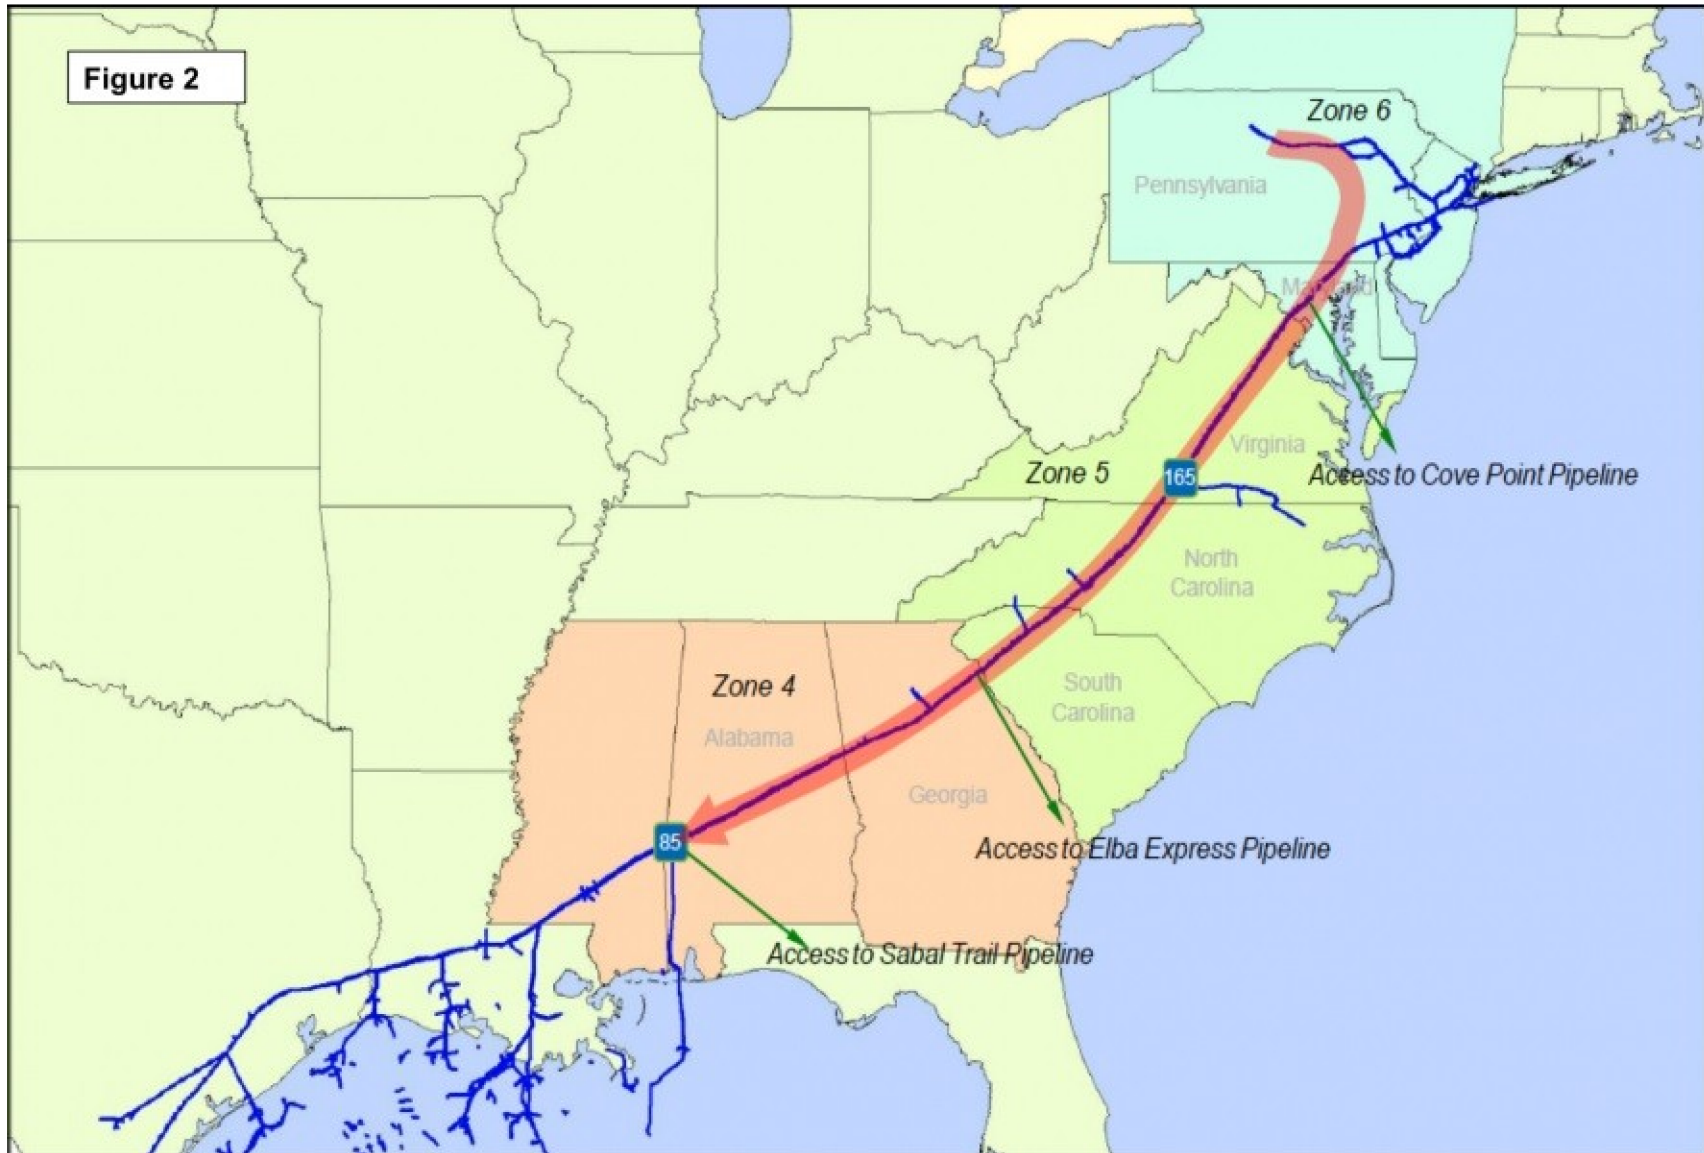 Figure 2
Zone 6
Pennsylvania
Maryland
Virginia
Zone 5
165
Access to Cove Point Pipeline
North
Carolina
Zone 4
South
Carolina
Alabama
Georgia
85
Access to Elba Express Pipeline
Access to Sabal Trail Pipeline